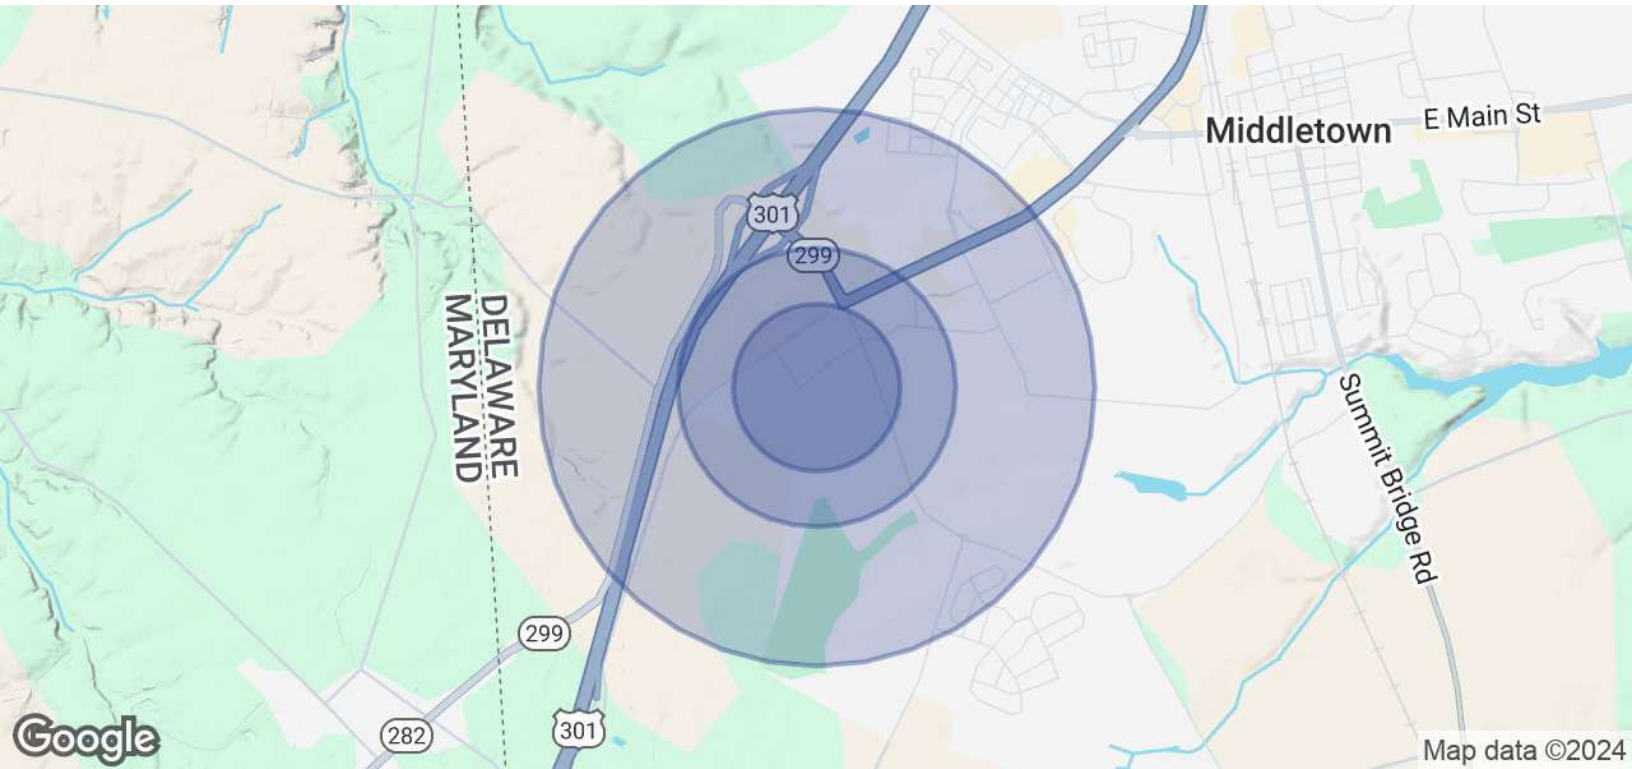 E Main St
Middletown
301
299
DELAWARE
MARYLAND
Summit Bridge Rd
299
301
282
Google
Map data ©2024